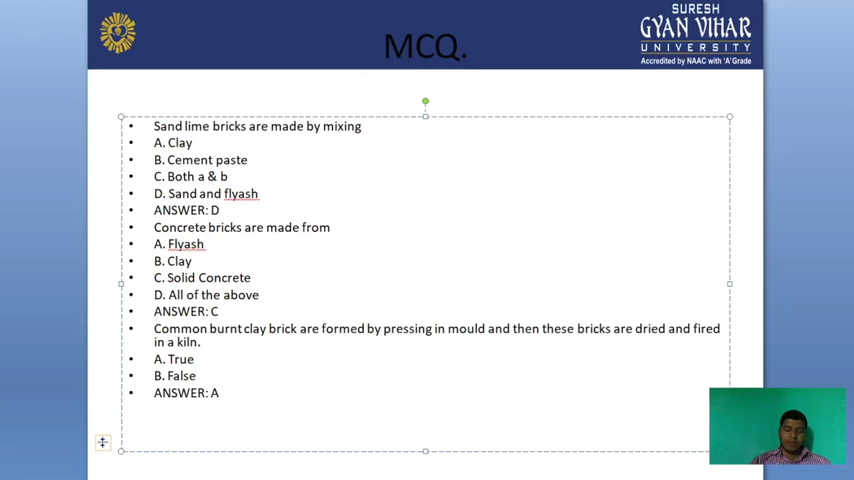 SURESH
GYAN VIHAR
UNIVERSITY
Accredited by NAAC with 'A' Grade
MCQ.
• Sand lime bricks are made by mixing
• A. Clay
• B. Cement paste
• C. Both a & b
• D. Sand and flyash
• ANSWER: D
• Concrete bricks are made from
• A. Flyash
• B. Clay
• C. Solid Concrete
• D. All of the above
• ANSWER: C
• Common burnt clay brick are formed by pressing in mould and then these bricks are dried and fired
in a kiln.
• A. True
• B. False
• ANSWER: A